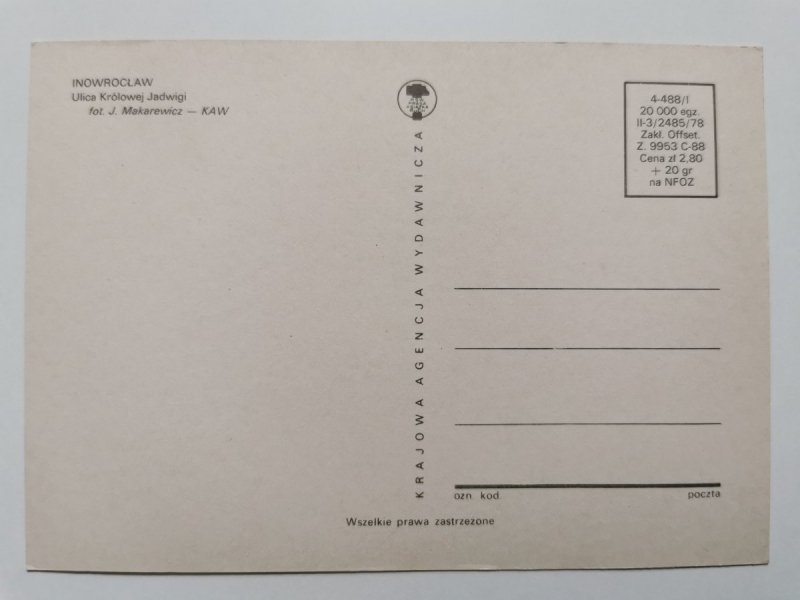 INOWROCŁAW
Ulica Królowej Jadwigi
fot. J. Makarewicz — KAW
KRAJOWA AGENCJA WYDAWNICZA
4-488/I
20 000 egz.
II-3/2485/78
Zakł. Offset.
Z. 9953 C-88
Cena zł 2,80
+ 20 gr
na NFOZ
ozn. kod.
poczta
Wszelkie prawa zastrzeżone